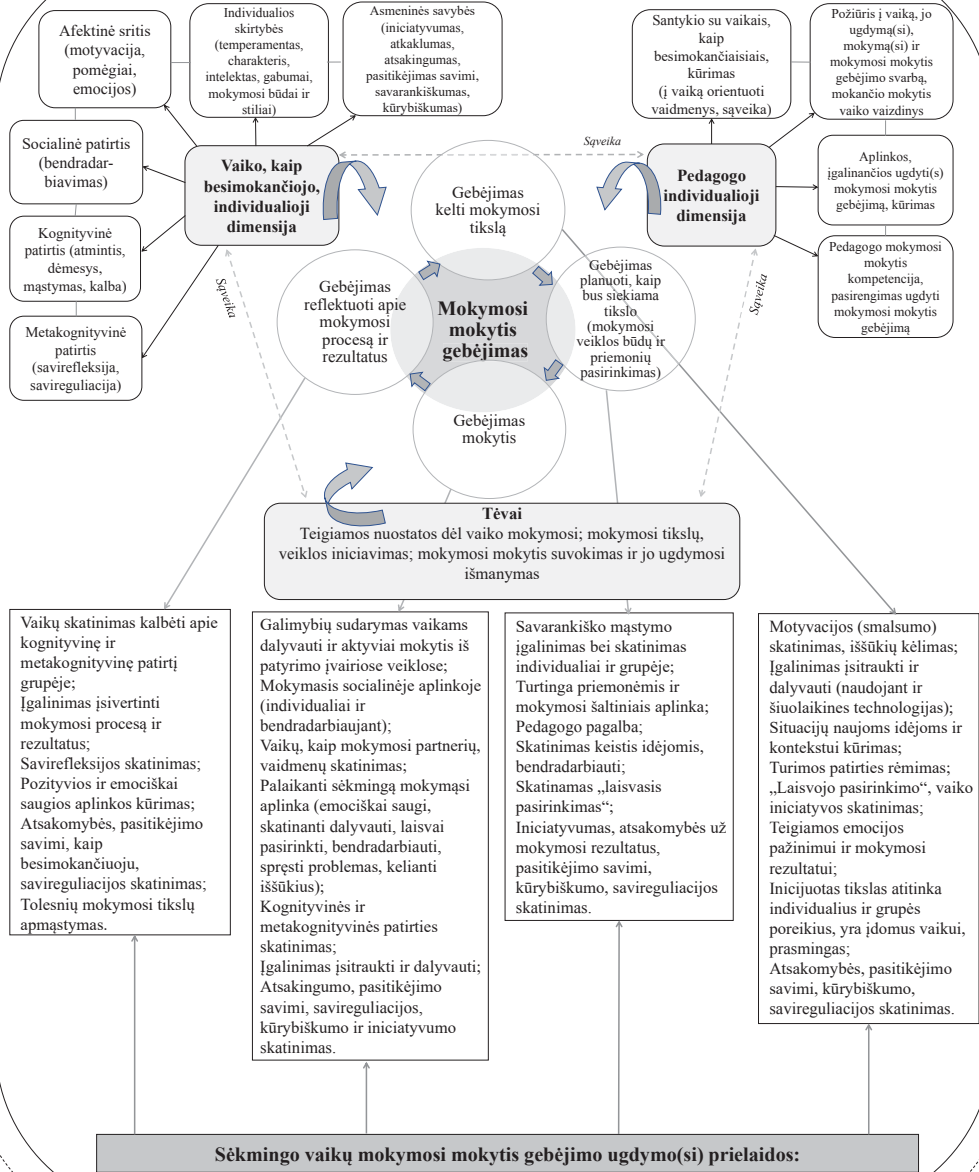 Afektinė sritis
(motyvacija,
pomėgiai,
emocijos)
Individualios
skirtybės
(temperamentas,
charakteris,
intelektas, gabumai,
mokymosi būdai ir
stiliai)
Asmeninės savybės
(iniciatyvumas,
atkaklumas,
atsakingumas,
pasitikėjimas savimi,
savarankiškumas,
kūrybiškumas)
Santykio su vaikais,
kaip
besimokančiaisiais,
kūrimas
(į vaiką orientuoti
vaidmenys, sąveika)
Požiūris į vaiką, jo
ugdymą(si),
mokymą(si) ir
mokymosi mokytis
gebėjimo svarbą,
mokančio mokytis
vaiko vaizdinys
Socialinė patirtis
(bendradar-
biavimas)
Vaiko, kaip
besimokančiojo,
individualioji
dimensija
Sąveika
Pedagogo
individualioji
dimensija
Aplinkos,
įgalinančios ugdyti(s)
mokymosi mokytis
gebėjimą, kūrimas
Kognityvinė
patirtis (atmintis,
dėmesys,
mąstymas, kalba)
Pedagogo mokymosi
mokytis
kompetencija,
pasirengimas ugdyti
mokymosi mokytis
gebėjimą
Metakognityvinė
patirtis
(savirefleksija,
savireguliacija)
Sąveika
Sąveika
Gebėjimas
kelti mokymosi
tikslą
Gebėjimas
reflektuoti apie
mokymosi
procesą ir
rezultatus
Mokymosi
mokytis
gebėjimas
Gebėjimas
planuoti, kaip
bus siekiama
tikslo
(mokymosi
veiklos būdų ir
priemonių
pasirinkimas)
Gebėjimas
mokytis
Tėvai
Teigiamos nuostatos dėl vaiko mokymosi; mokymosi tikslų,
veiklos iniciavimas; mokymosi mokytis suvokimas ir jo ugdymosi
išmanymas
Vaikų skatinimas kalbėti apie
kognityvinę ir
metakognityvinę patirtį
grupėje;
Įgalinimas įsivertinti
mokymosi procesą ir
rezultatus;
Savirefleksijos skatinimas;
Pozityvios ir emociškai
saugios aplinkos kūrimas;
Atsakomybės, pasitikėjimo
savimi, kaip
besimokančiuoju,
savireguliacijos skatinimas;
Tolesnių mokymosi tikslų
apmąstymas.
Galimybių sudarymas vaikams
dalyvauti ir aktyviai mokytis iš
patyrimo įvairiose veiklose;
Mokymasis socialinėje aplinkoje
(individualiai ir
bendradarbiaujant);
Vaikų, kaip mokymosi partnerių,
vaidmenų skatinimas;
Palaikanti sėkmingą mokymąsi
aplinka (emociškai saugi,
skatinanti dalyvauti, laisvai
pasirinkti, bendradarbiauti,
spręsti problemas, kelianti
iššūkius);
Kognityvinės ir
metakognityvinės patirties
skatinimas;
Įgalinimas įsitraukti ir dalyvauti;
Atsakingumo, pasitikėjimo
savimi, savireguliacijos,
kūrybiškumo ir iniciatyvumo
skatinimas.
Savarankiško mąstymo
įgalinimas bei skatinimas
individualiai ir grupėje;
Turtinga priemonėmis ir
mokymosi šaltiniais aplinka;
Pedagogo pagalba;
Skatinimas keistis idėjomis,
bendradarbiauti;
Skatinamas „laisvasis
pasirinkimas“;
Iniciatyvumas, atsakomybės už
mokymosi rezultatus,
pasitikėjimo savimi,
kūrybiškumo, savireguliacijos
skatinimas.
Motyvacijos (smalsumo)
skatinimas, iššūkių kėlimas;
Įgalinimas įsitraukti ir
dalyvauti (naudojant ir
šiuolaikines technologijas);
Situacijų naujoms idėjoms ir
kontekstui kūrimas;
Turimos patirties rėmimas;
„Laisvojo pasirinkimo“, vaiko
iniciatyvos skatinimas;
Teigiamos emocijos
pažinimui ir mokymosi
rezultatui;
Inicijuotas tikslas atitinka
individualius ir grupės
poreikius, yra įdomus vaikui,
prasmingas;
Atsakomybės, pasitikėjimo
savimi, kūrybiškumo,
savireguliacijos skatinimas.
Sėkmingo vaikų mokymosi mokytis gebėjimo ugdymo(si) prielaidos: